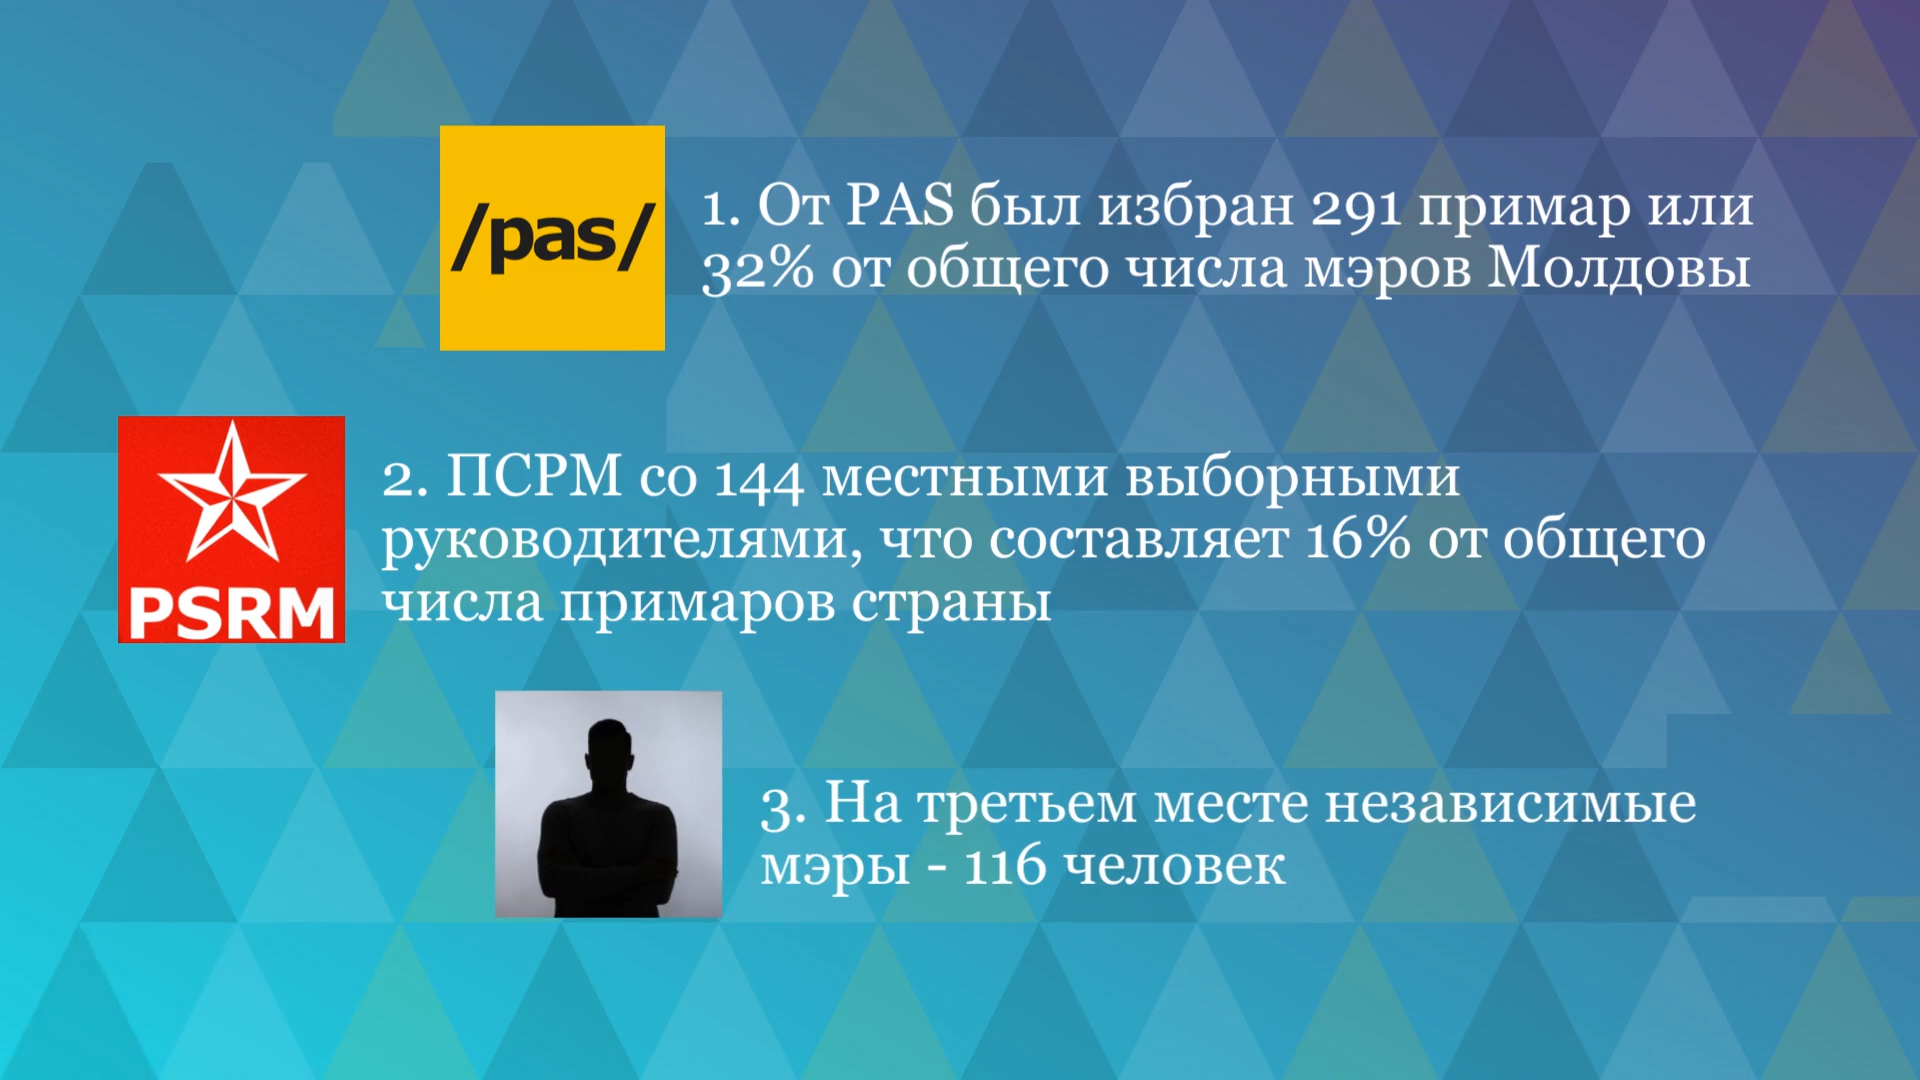 /pas/
1. От PAS был избран 291 примар или
32% от общего числа мэров Молдовы
PSRM
2. ПСРМ со 144 местными выборными
руководителями, что составляет 16% от общего
числа примаров страны
3. На третьем месте независимые
мэры - 116 человек